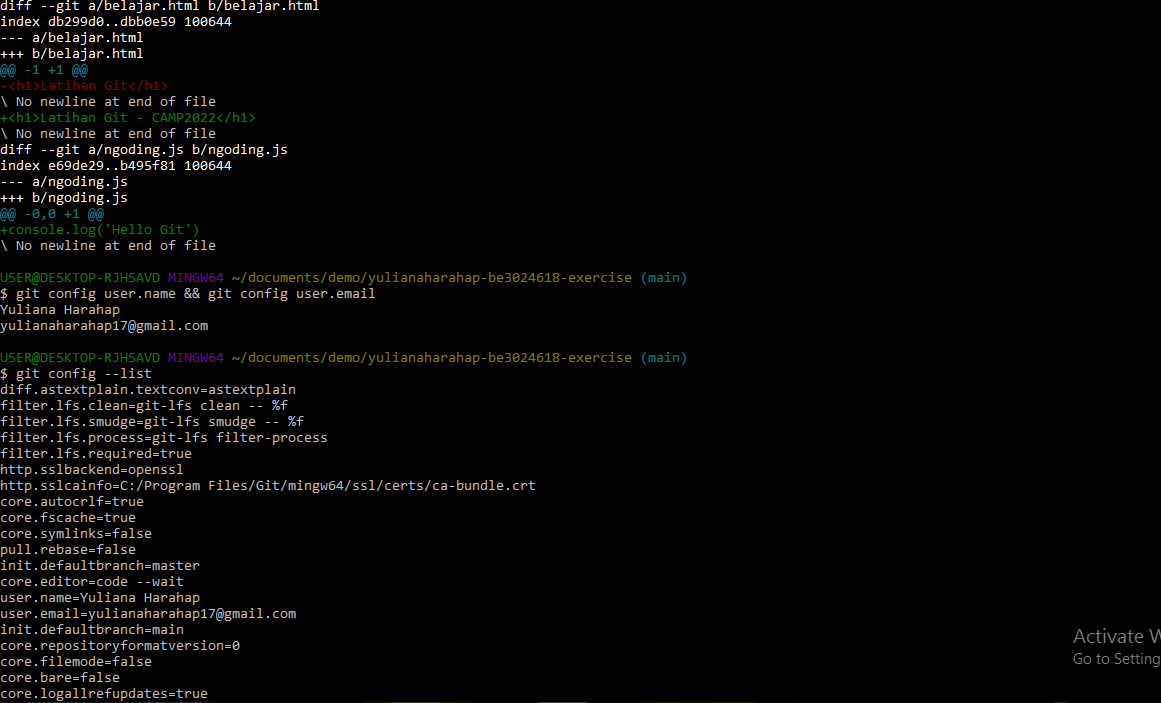 diff --git a/belajar.html b/belajar.html
index db299d0..dbb0e59 100644
--- a/belajar.html
+++ b/belajar.html
@@ -1 +1 @@
-<h1>Latihan Git</h1>
\ No newline at end of file
+<h1>Latihan Git - CAMP2022</h1>
\ No newline at end of file
diff --git a/ngoding.js b/ngoding.js
index e69de29..b495f81 100644
--- a/ngoding.js
+++ b/ngoding.js
@@ -0,0 +1 @@
+console.log('Hello Git')
\ No newline at end of file
USER@DESKTOP-RJHSAVD MINGW64 ~/documents/demo/yulianaharahap-be3024618-exercise (main)
$ git config user.name && git config user.email
Yuliana Harahap
yulianaharahap17@gmail.com
USER@DESKTOP-RJHSAVD MINGW64 ~/documents/demo/yulianaharahap-be3024618-exercise (main)
$ git config --list
diff.astextplain.textconv=astextplain
filter.lfs.clean=git-lfs clean -- %f
filter.lfs.smudge=git-lfs smudge -- %f
filter.lfs.process=git-lfs filter-process
filter.lfs.required=true
http.sslbackend=openssl
http.sslcainfo=C:/Program Files/Git/mingw64/ssl/certs/ca-bundle.crt
core.autocrlf=true
core.fscache=true
core.symlinks=false
pull.rebase=false
init.defaultbranch=master
core.editor=code --wait
user.name=Yuliana Harahap
user.email=yulianaharahap17@gmail.com
init.defaultbranch=main
core.repositoryformatversion=0
core.filemode=false
core.bare=false
core.logallrefupdates=true
Activate W
Go to Setting